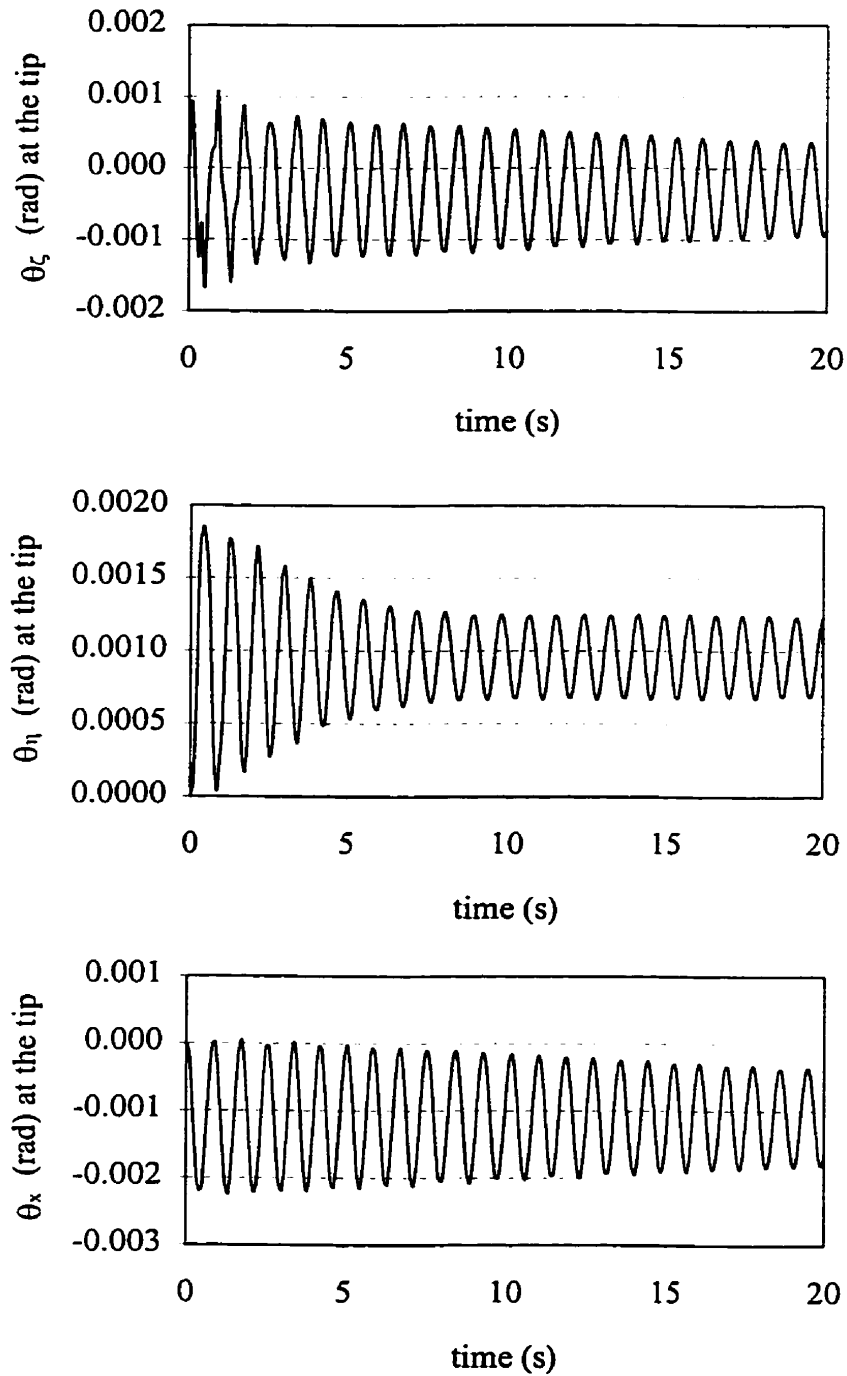 θζ (rad) at the tip
0.002
0.001
0.000
-0.001
-0.002
0 5 10 15 20
time (s)
θη (rad) at the tip
0.0020
0.0015
0.0010
0.0005
0.0000
0 5 10 15 20
time (s)
θx (rad) at the tip
0.001
0.000
-0.001
-0.002
-0.003
0 5 10 15 20
time (s)